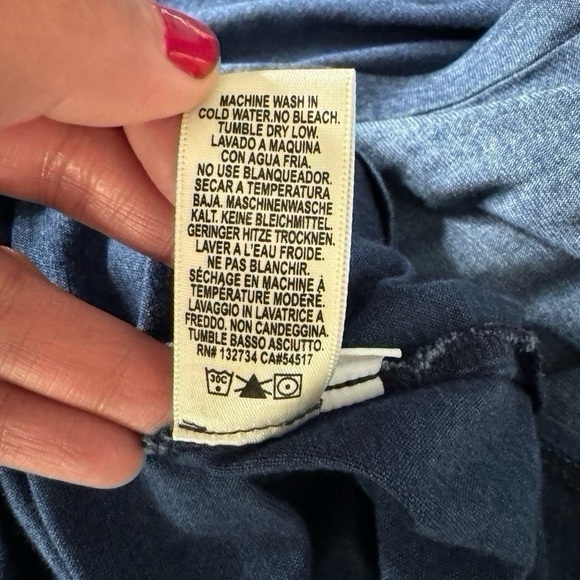 MACHINE WASH IN
COLD WATER.NO BLEACH.
TUMBLE DRY LOW.
LAVADO A MAQUINA
CON AGUA FRIA.
NO USE BLANQUEADOR.
SECAR A TEMPERATURA
BAJA. MASCHINENWASCHE
KALT. KEINE BLEICHMITTEL.
GERINGER HITZE TROCKNEN.
LAVER A L'EAU FROIDE.
NE PAS BLANCHIR.
SÉCHAGE EN MACHINE À
TEMPÉRATURE MODÉRÉ.
LAVAGGIO IN LAVATRICE A
FREDDO. NON CANDEGGINA.
TUMBLE BASSO ASCIUTTO.
RN# 132734 CA#54517
30C